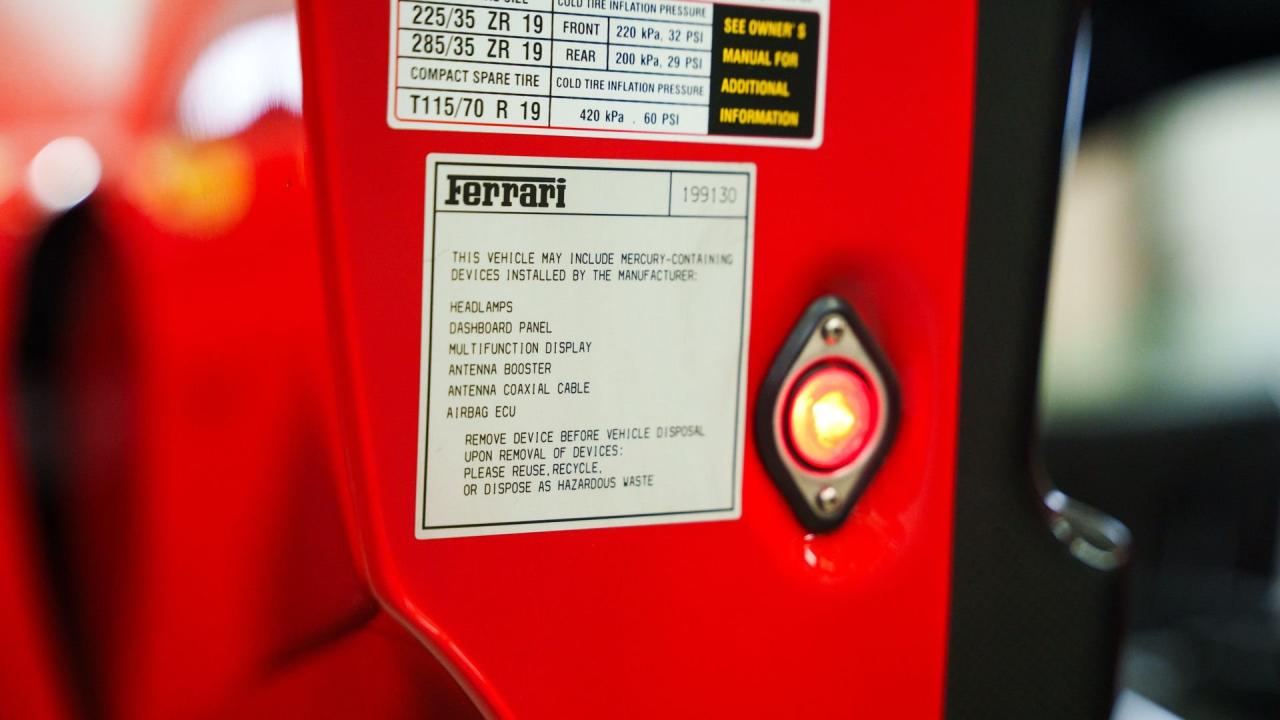 COLD TIRE INFLATION PRESSURE
225/35 ZR 19 FRONT 220 kPa, 32 PSI
285/35 ZR 19 REAR 200 kPa, 29 PSI
COMPACT SPARE TIRE COLD TIRE INFLATION PRESSURE
T115/70 R 19 420 kPa . 60 PSI
SEE OWNER'S
MANUAL FOR
ADDITIONAL
INFORMATION
Ferrari 199130
THIS VEHICLE MAY INCLUDE MERCURY-CONTAINING
DEVICES INSTALLED BY THE MANUFACTURER:
HEADLAMPS
DASHBOARD PANEL
MULTIFUNCTION DISPLAY
ANTENNA BOOSTER
ANTENNA COAXIAL CABLE
AIRBAG ECU
REMOVE DEVICE BEFORE VEHICLE DISPOSAL
UPON REMOVAL OF DEVICES:
PLEASE REUSE,RECYCLE,
OR DISPOSE AS HAZARDOUS WASTE